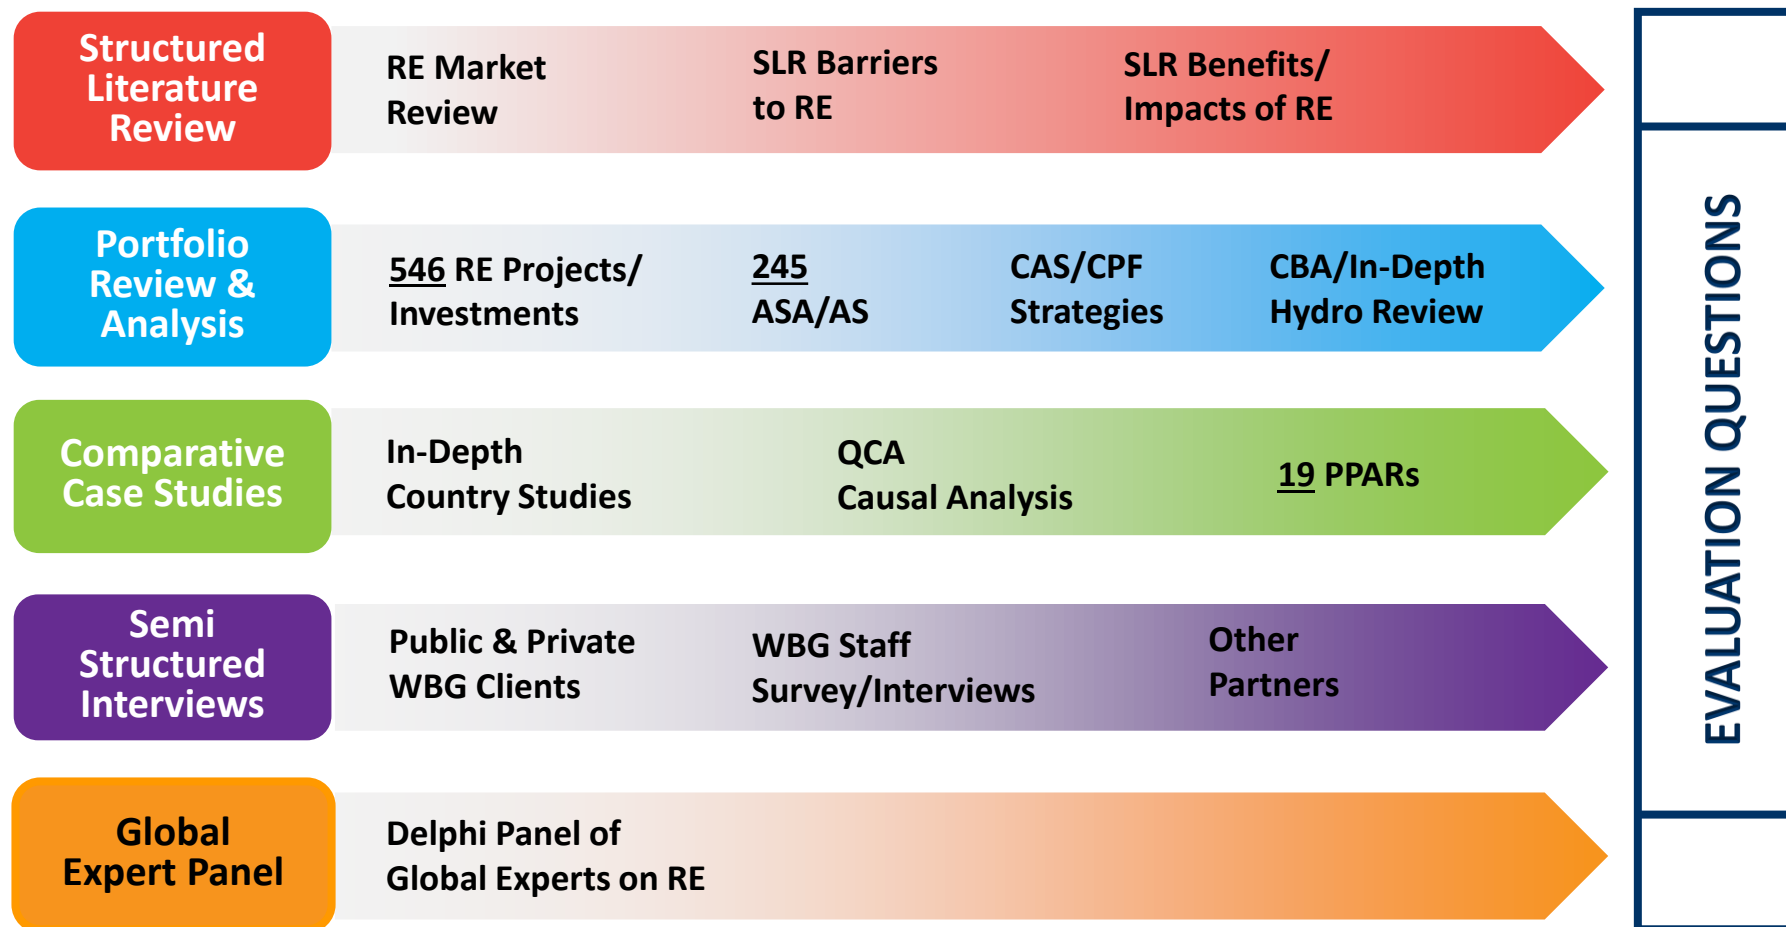 Structured
Literature
Review
RE Market
Review
SLR Barriers
to RE
SLR Benefits/
Impacts of RE
Portfolio
Review &
Analysis
546 RE Projects/
Investments
245
ASA/AS
CAS/CPF
Strategies
CBA/In-Depth
Hydro Review
Comparative
Case Studies
In-Depth
Country Studies
QCA
Causal Analysis
19 PPARs
Semi
Structured
Interviews
Public & Private
WBG Clients
WBG Staff
Survey/Interviews
Other
Partners
Global
Expert Panel
Delphi Panel of
Global Experts on RE
EVALUATION QUESTIONS